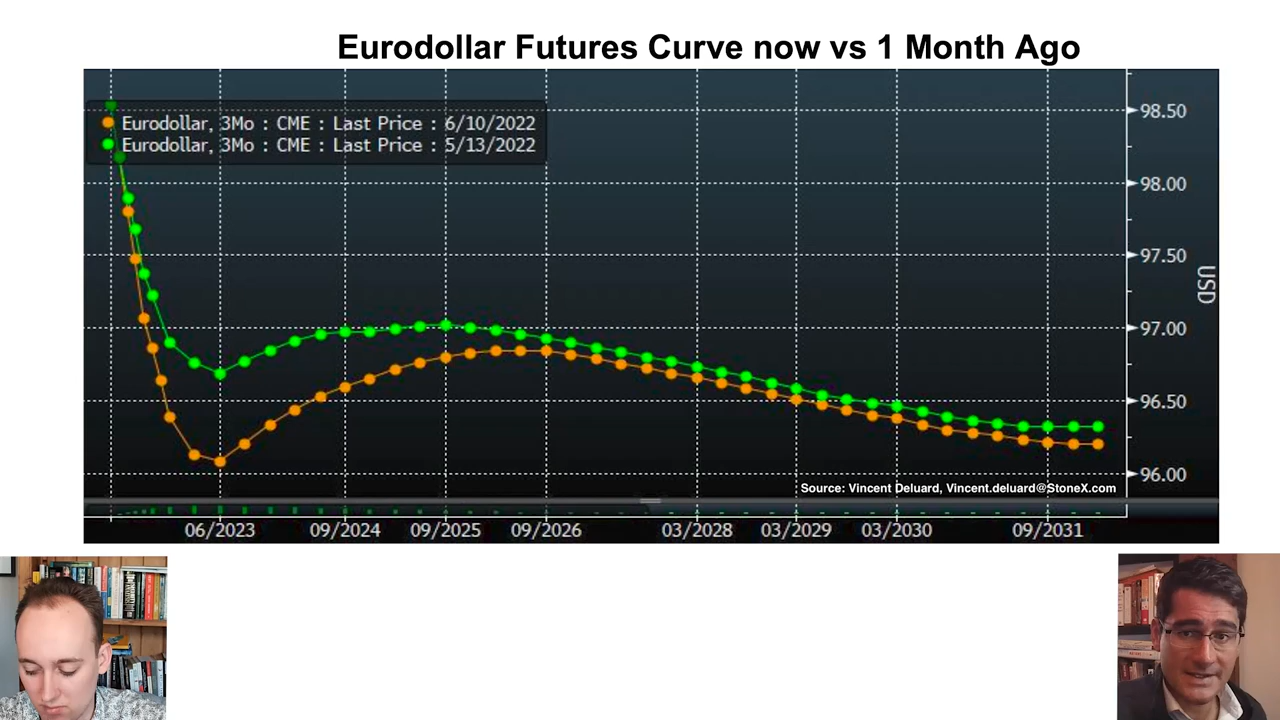 Eurodollar Futures Curve now vs 1 Month Ago
Eurodollar, 3Mo : CME : Last Price : 6/10/2022
Eurodollar, 3Mo : CME : Last Price : 5/13/2022
98.50
98.00
97.50
USD
97.00
96.50
96.00
Source: Vincent Deluard, Vincent.deluard@StoneX.com
06/2023 09/2024 09/2025 09/2026 03/2028 03/2029 03/2030 09/2031